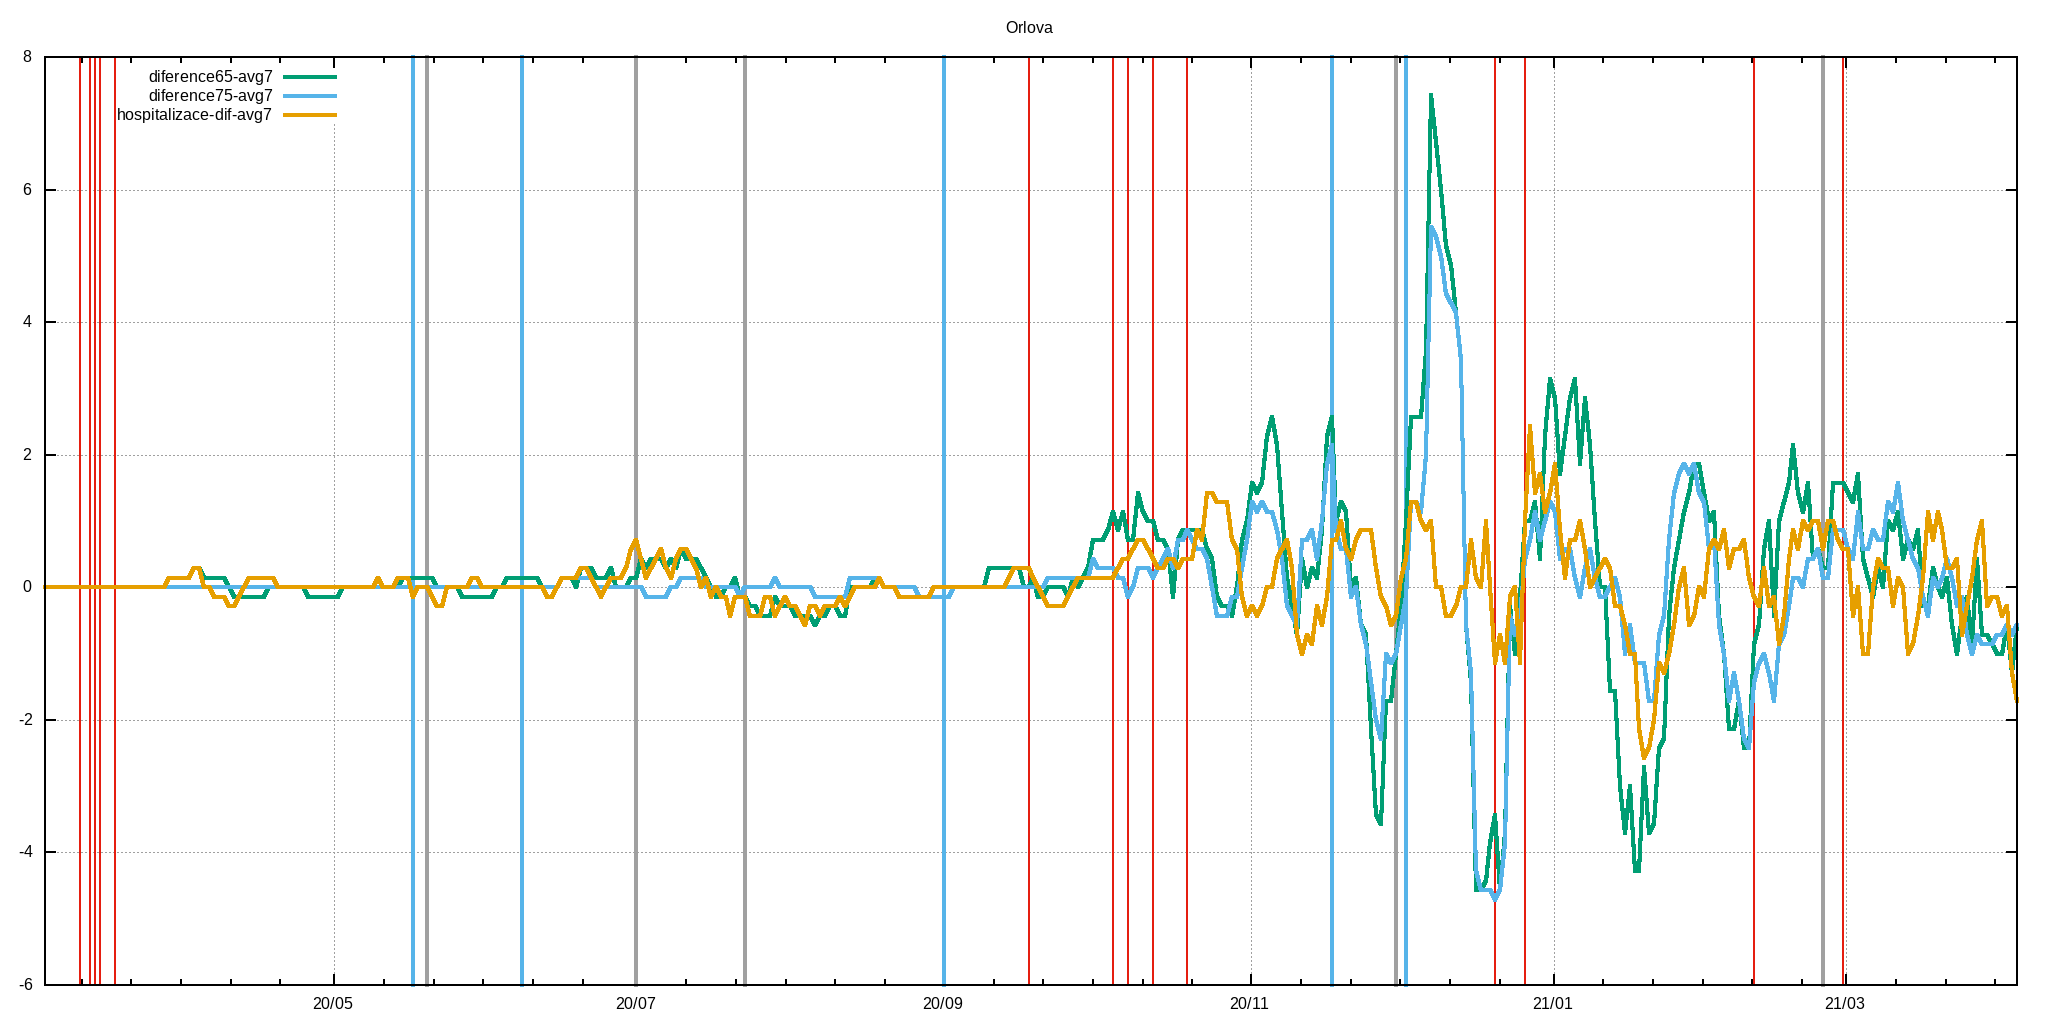 Orlova
8
diference65-avg7
diference75-avg7
hospitalizace-dif-avg7
6
4
2
0
-2
-4
-6
20/05 20/07 20/09 20/11 21/01 21/03